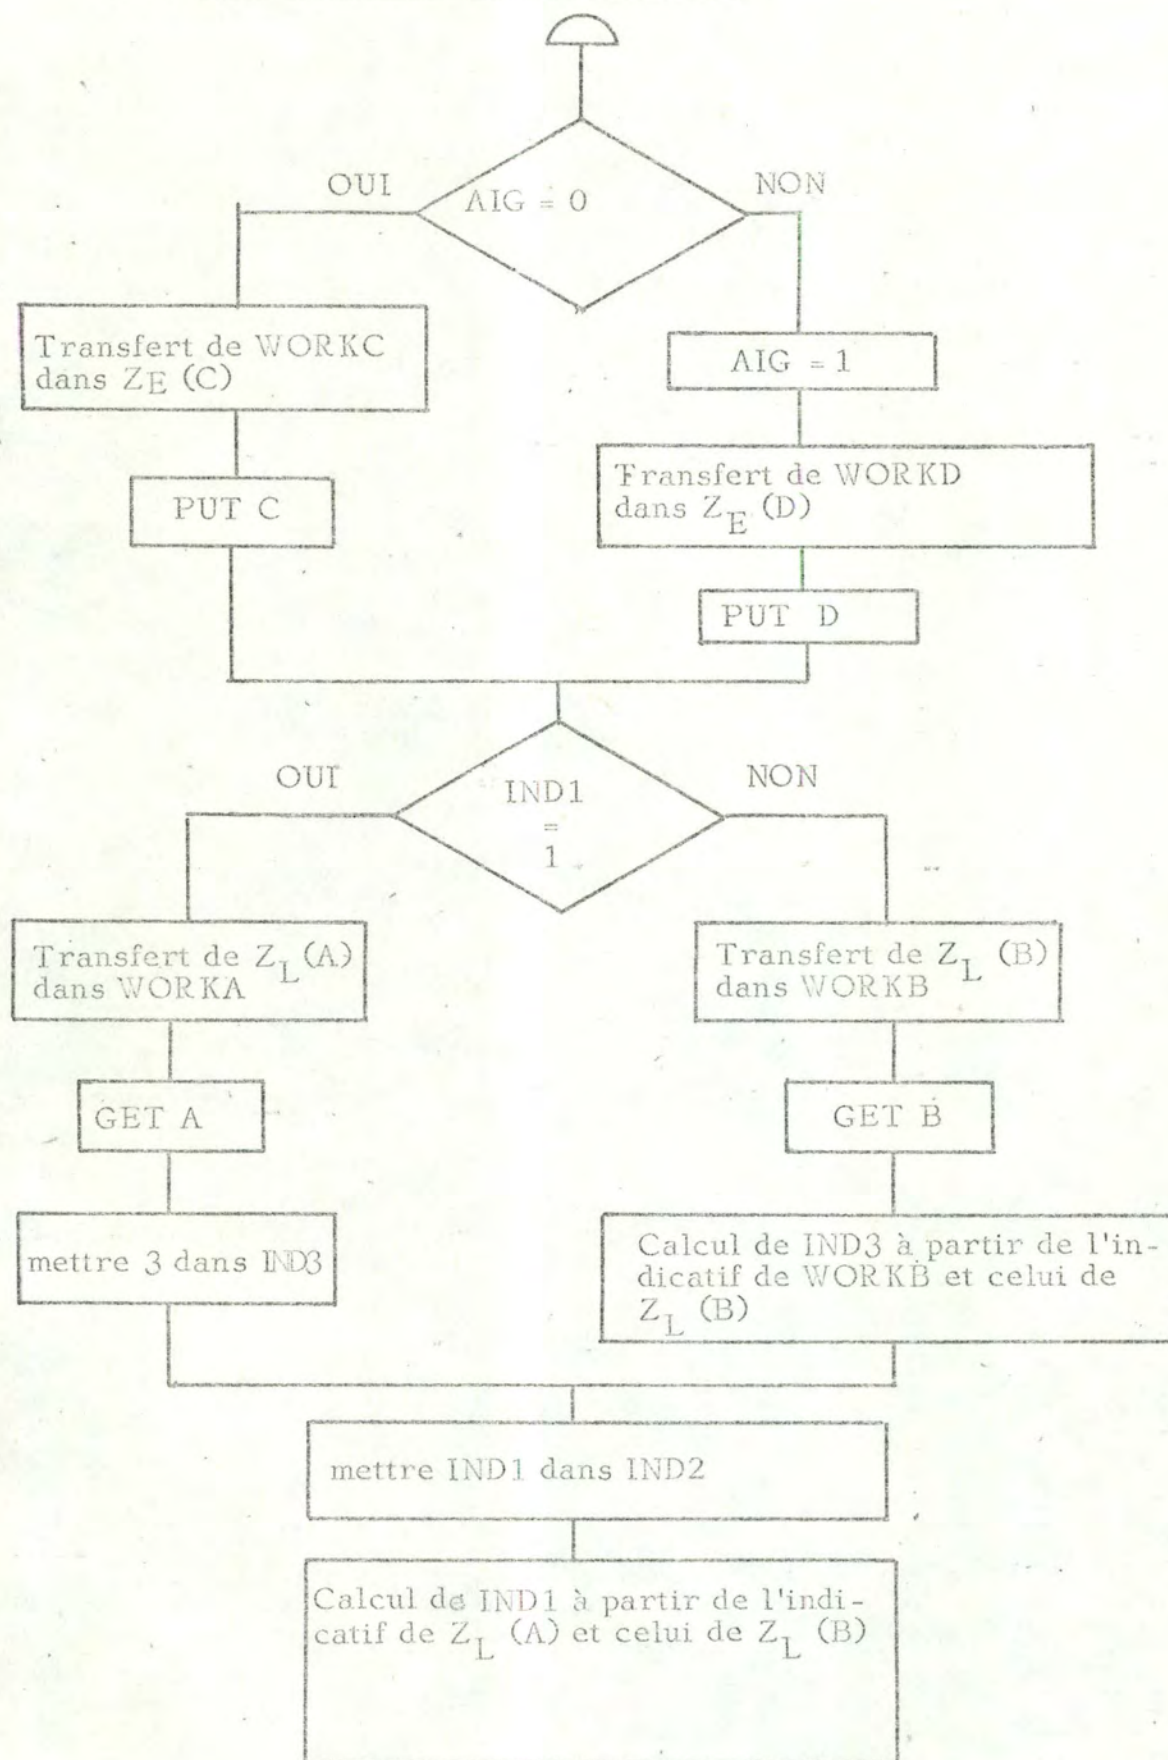 OUI
AIG = 0
NON
Transfert de WORKC
dans ZE (C)
AIG = 1
PUT C
Transfert de WORKD
dans ZE (D)
PUT D
OUI
IND1
=
1
NON
Transfert de ZL (A)
dans WORKA
Transfert de ZL (B)
dans WORKB
GET A
GET B
mettre 3 dans IND3
Calcul de IND3 à partir de l'in-
dicatif de WORKB et celui de
ZL (B)
mettre IND1 dans IND2
Calcul de IND1 à partir de l'indi-
catif de ZL (A) et celui de ZL (B)